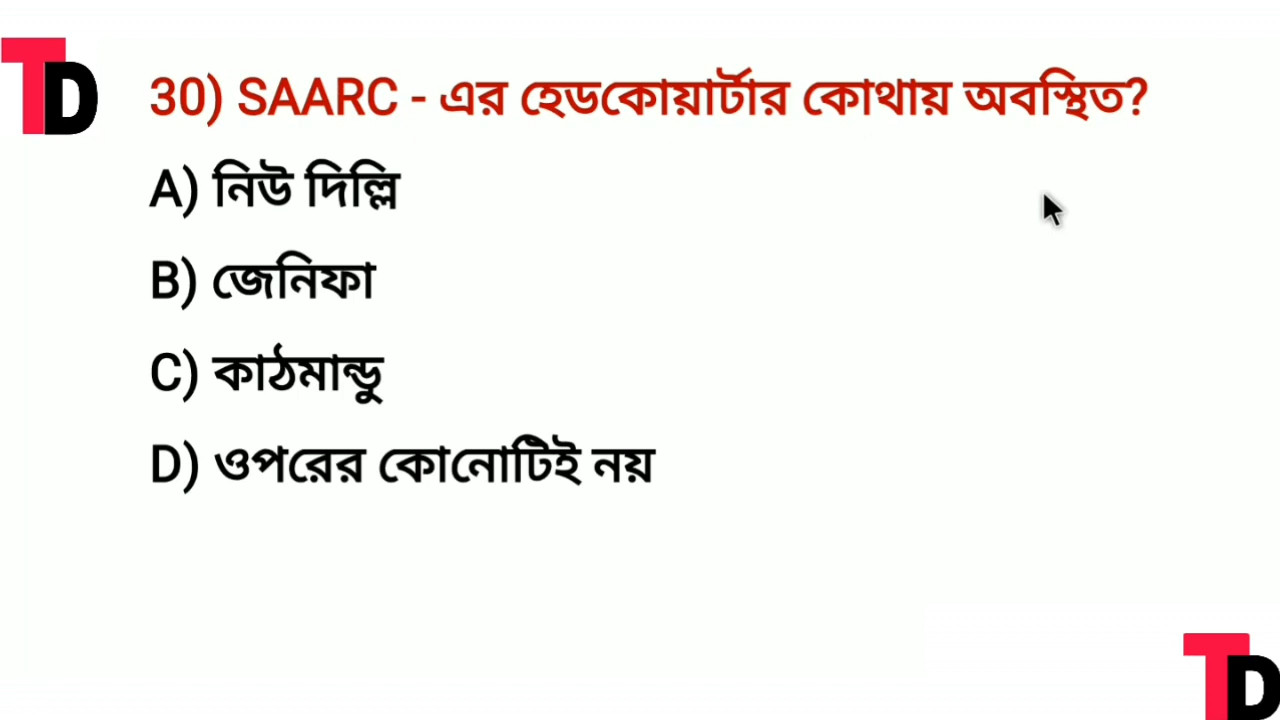 TD
30) SAARC - এর হেডকোয়ার্টার কোথায় অবস্থিত?
A) নিউ দিল্লি
B) জেনিফা
C) কাঠমান্ডু
D) ওপরের কোনোটিই নয়
TD